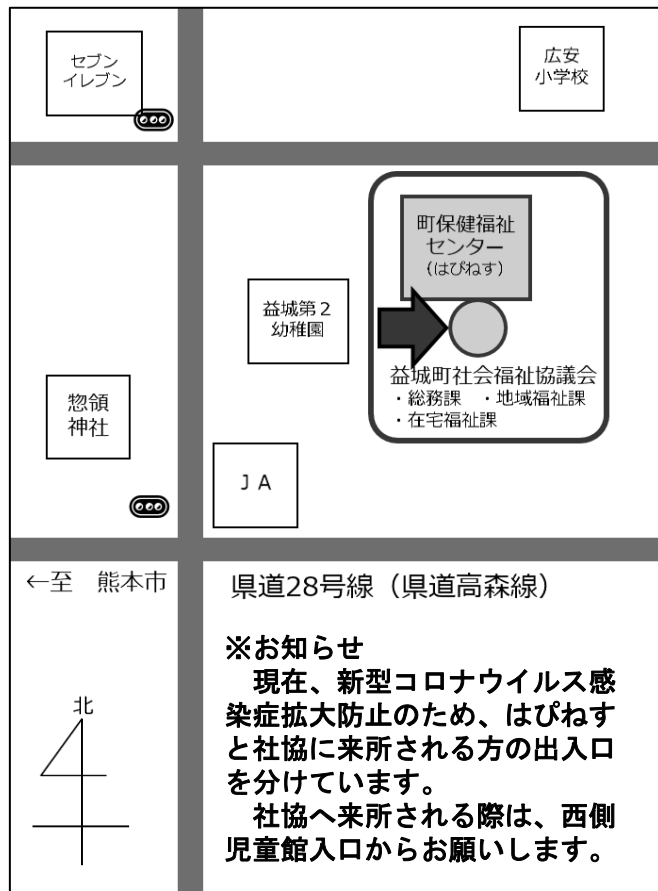 セブン
イレブン
広安
小学校
町保健福祉
センター
（はぴねす）
益城第２
幼稚園
益城町社会福祉協議会
・総務課　・地域福祉課
・在宅福祉課
惣領
神社
ＪＡ
←至　熊本市
県道28号線（県道高森線）
※お知らせ
　現在、新型コロナウイルス感
染症拡大防止のため、はぴねす
と社協に来所される方の出入口
を分けています。
　社協へ来所される際は、西側
児童館入口からお願いします。
北